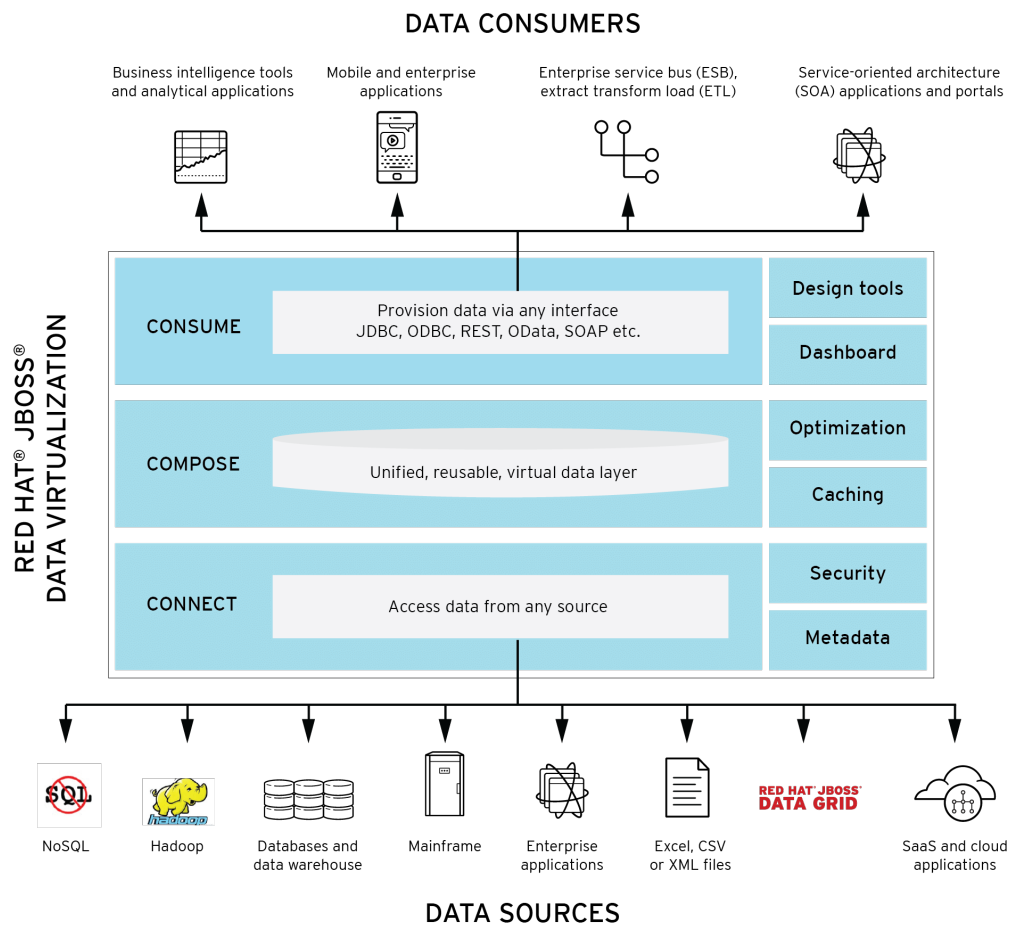 DATA CONSUMERS
Business intelligence tools
and analytical applications
Mobile and enterprise
applications
Enterprise service bus (ESB),
extract transform load (ETL)
Service-oriented architecture
(SOA) applications and portals
RED HAT® JBOSS®
DATA VIRTUALIZATION
CONSUME
Provision data via any interface
JDBC, ODBC, REST, OData, SOAP etc.
Design tools
Dashboard
COMPOSE
Unified, reusable, virtual data layer
Optimization
Caching
CONNECT
Access data from any source
Security
Metadata
SQL
hadoop
RED HAT® JBOSS®
DATA GRID
NoSQL
Hadoop
Databases and
data warehouse
Mainframe
Enterprise
applications
Excel, CSV
or XML files
SaaS and cloud
applications
DATA SOURCES